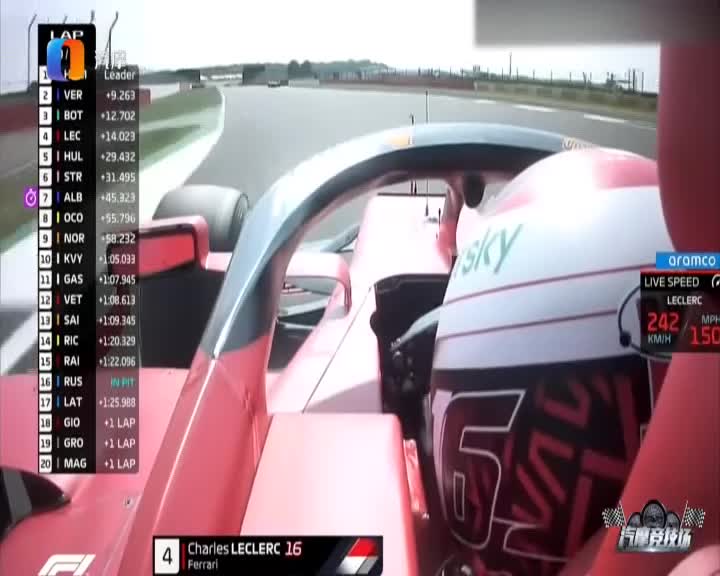 LAP
汽摩
1 Leader
2 VER +9.263
3 BOT +12.702
4 LEC +14.023
5 HUL +29.432
6 STR +31.495
7 ALB +45.323
8 OCO +55.796
9 NOR +58.232
10 KVY +1:05.033
11 GAS +1:07.945
12 VET +1:08.613
13 SAI +1:09.345
14 RIC +1:20.329
15 RAI +1:22.096
16 RUS IN PIT
17 LAT +1:25.988
18 GIO +1 LAP
19 GRO +1 LAP
20 MAG +1 LAP
sky
aramco
LIVE SPEED
LECLERC
242 MPH
KM/H 150
16
4 Charles LECLERC 16
Ferrari
F1
汽摩竞技场